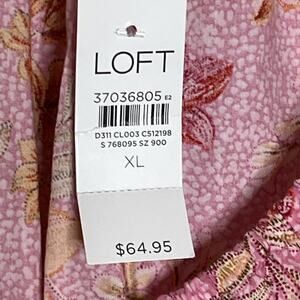 LOFT
37036805 E2
D311 CL003 C512198
S 768095 SZ 900
XL
$64.95